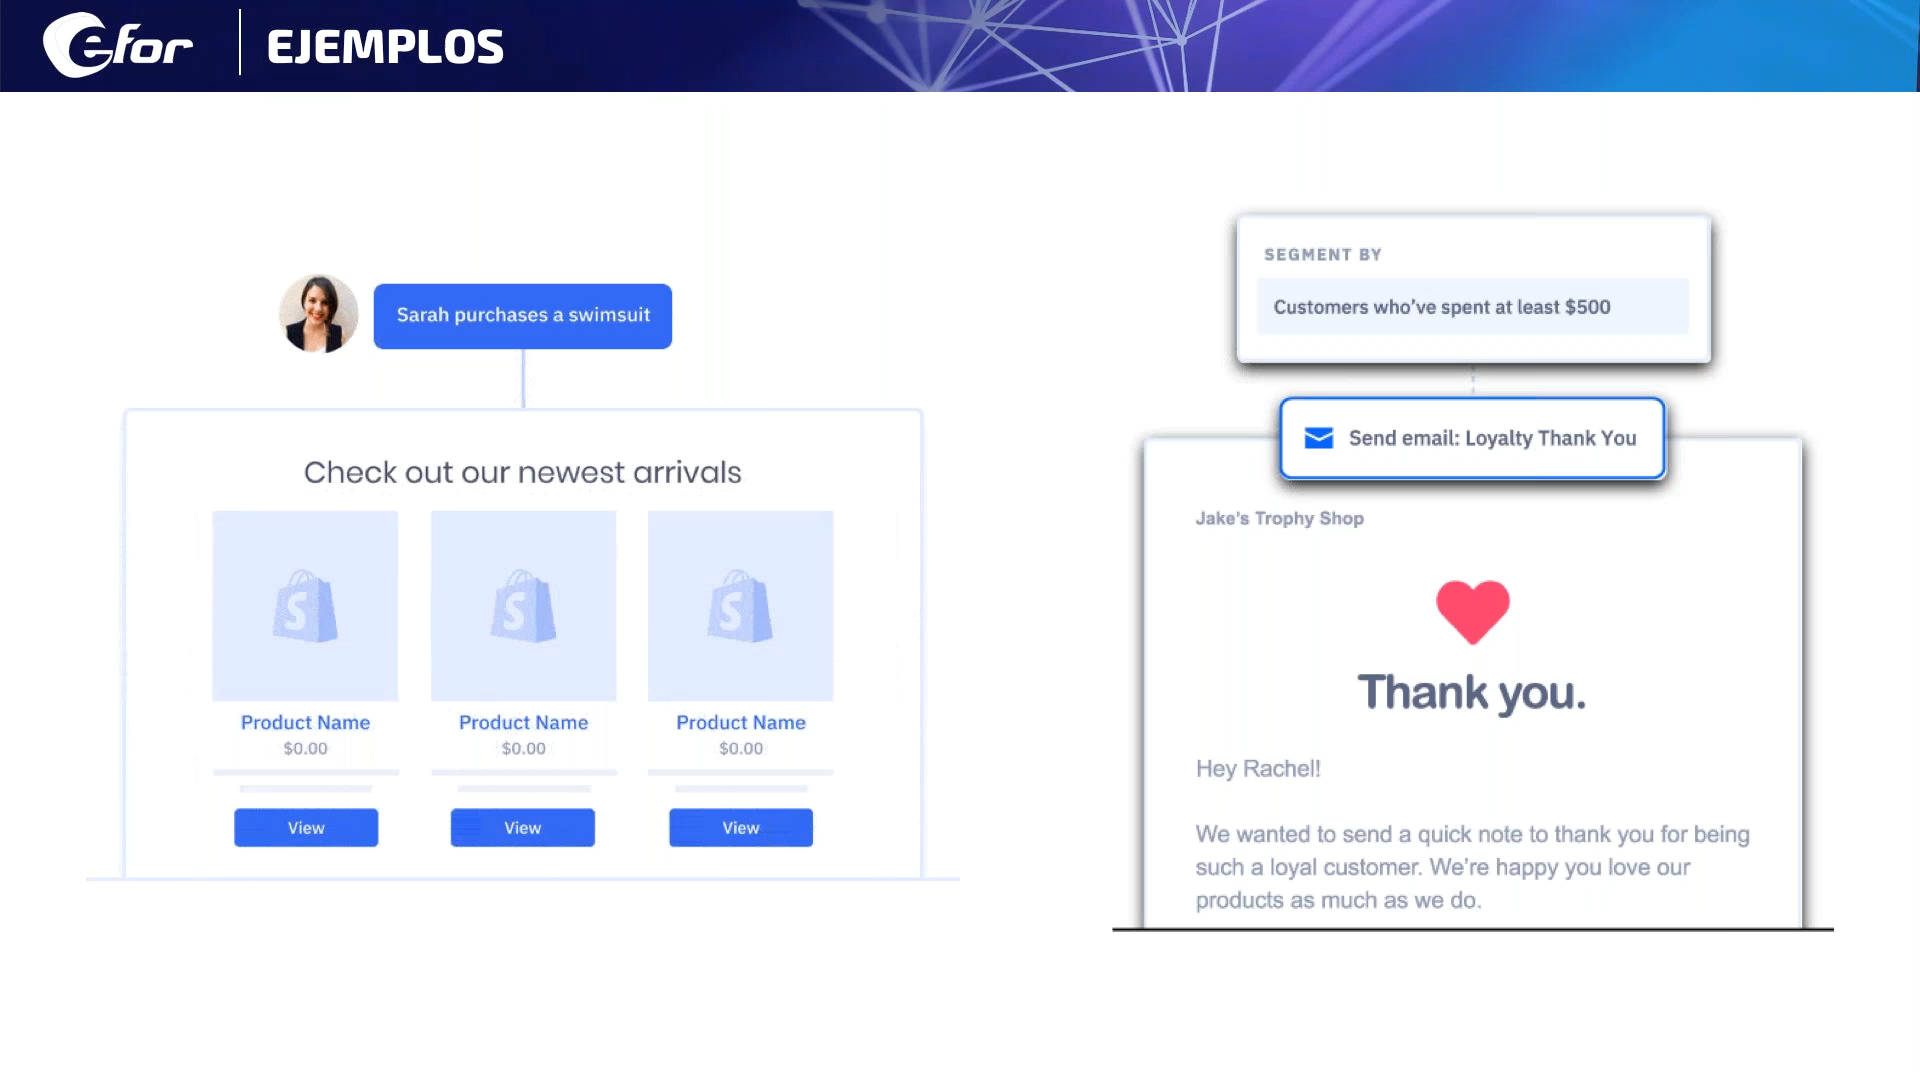 efor
EJEMPLOS
Sarah purchases a swimsuit
Check out our newest arrivals
S
S
S
Product Name
Product Name
Product Name
$0.00
$0.00
$0.00
View
View
View
SEGMENT BY
Customers who've spent at least $500
Send email: Loyalty Thank You
Jake's Trophy Shop
Thank you.
Hey Rachel!
We wanted to send a quick note to thank you for being
such a loyal customer. We're happy you love our
products as much as we do.